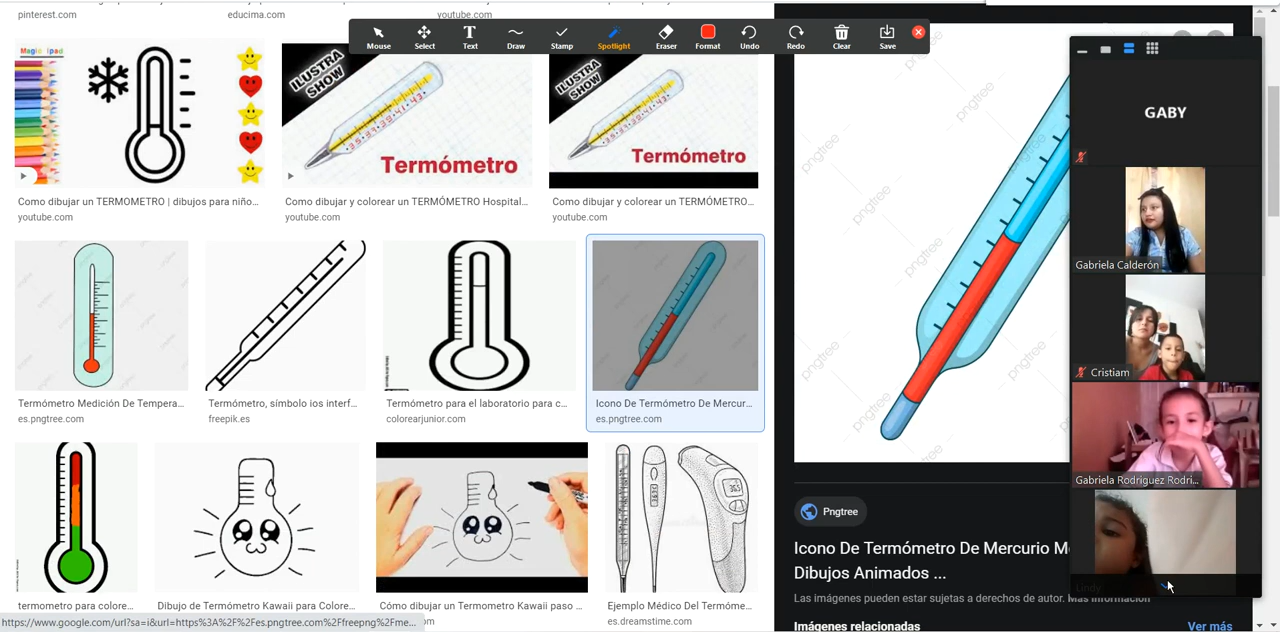 pinterest.com
educima.com
youtube.com
Mouse
Select
Text
Draw
Stamp
Spotlight
Eraser
Format
Undo
Redo
Clear
Save
ILUSTRA
SHOW
Termómetro
ILUSTRA
SHOW
Termómetro
Como dibujar un TERMOMETRO | dibujos para niño...
youtube.com
Como dibujar y colorear un TERMÓMETRO Hospital...
youtube.com
Como dibujar y colorear un TERMÓMETRO...
youtube.com
Termómetro Medición De Tempera...
es.pngtree.com
Termómetro, símbolo ios interf...
freepik.es
Termómetro para el laboratorio para c...
colorearjunior.com
Icono De Termómetro De Mercur...
es.pngtree.com
termometro para colore...
Dibujo de Termómetro Kawaii para Colore...
Cómo dibujar un Termometro Kawaii paso ...
Ejemplo Médico Del Termóme...
es.dreamstime.com
https://www.google.com/url?sa=i&url=https%3A%2F%2Fes.pngtree.com%2Ffreepng%2Fme...
pngtree
pngtree
pngtree
pngtree
pngtree
pngtree
Pngtree
Icono De Termómetro De Mercurio M
Dibujos Animados ...
Las imágenes pueden estar sujetas a derechos de autor. Más información
Imágenes relacionadas
Ver más
GABY
Gabriela Calderón
Cristiam
Gabriela Rodriguez Rodri...
Lindy